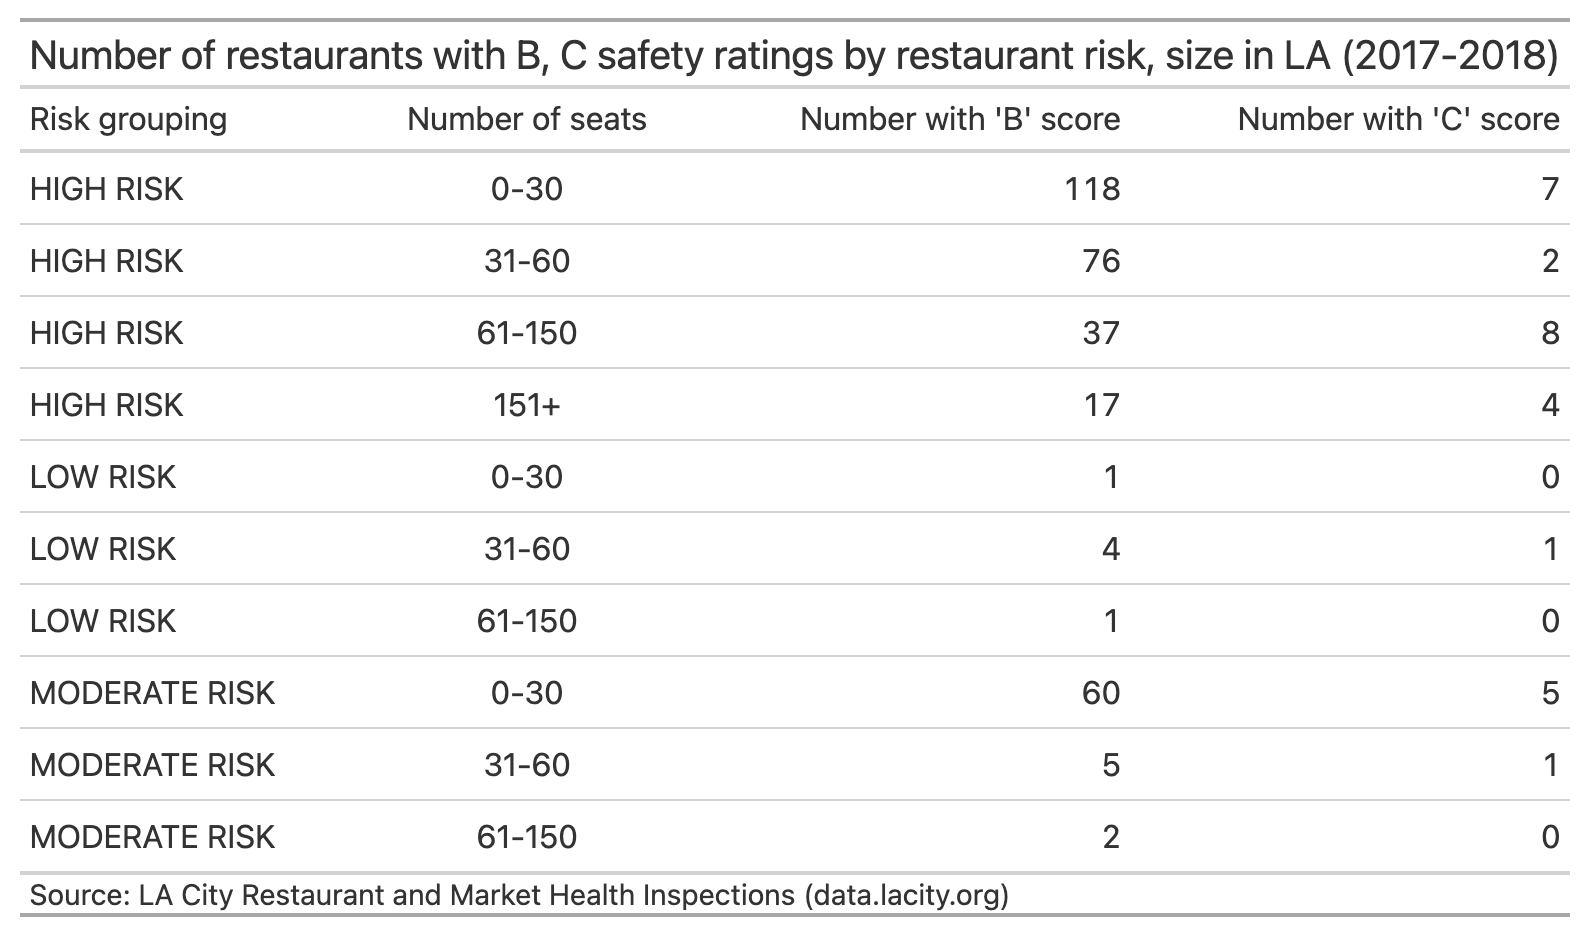 Number of restaurants with B, C safety ratings by restaurant risk, size in LA (2017-2018)
Risk grouping Number of seats Number with 'B' score Number with 'C' score
HIGH RISK 0-30 118 7
HIGH RISK 31-60 76 2
HIGH RISK 61-150 37 8
HIGH RISK 151+ 17 4
LOW RISK 0-30 1 0
LOW RISK 31-60 4 1
LOW RISK 61-150 1 0
MODERATE RISK 0-30 60 5
MODERATE RISK 31-60 5 1
MODERATE RISK 61-150 2 0
Source: LA City Restaurant and Market Health Inspections (data.lacity.org)